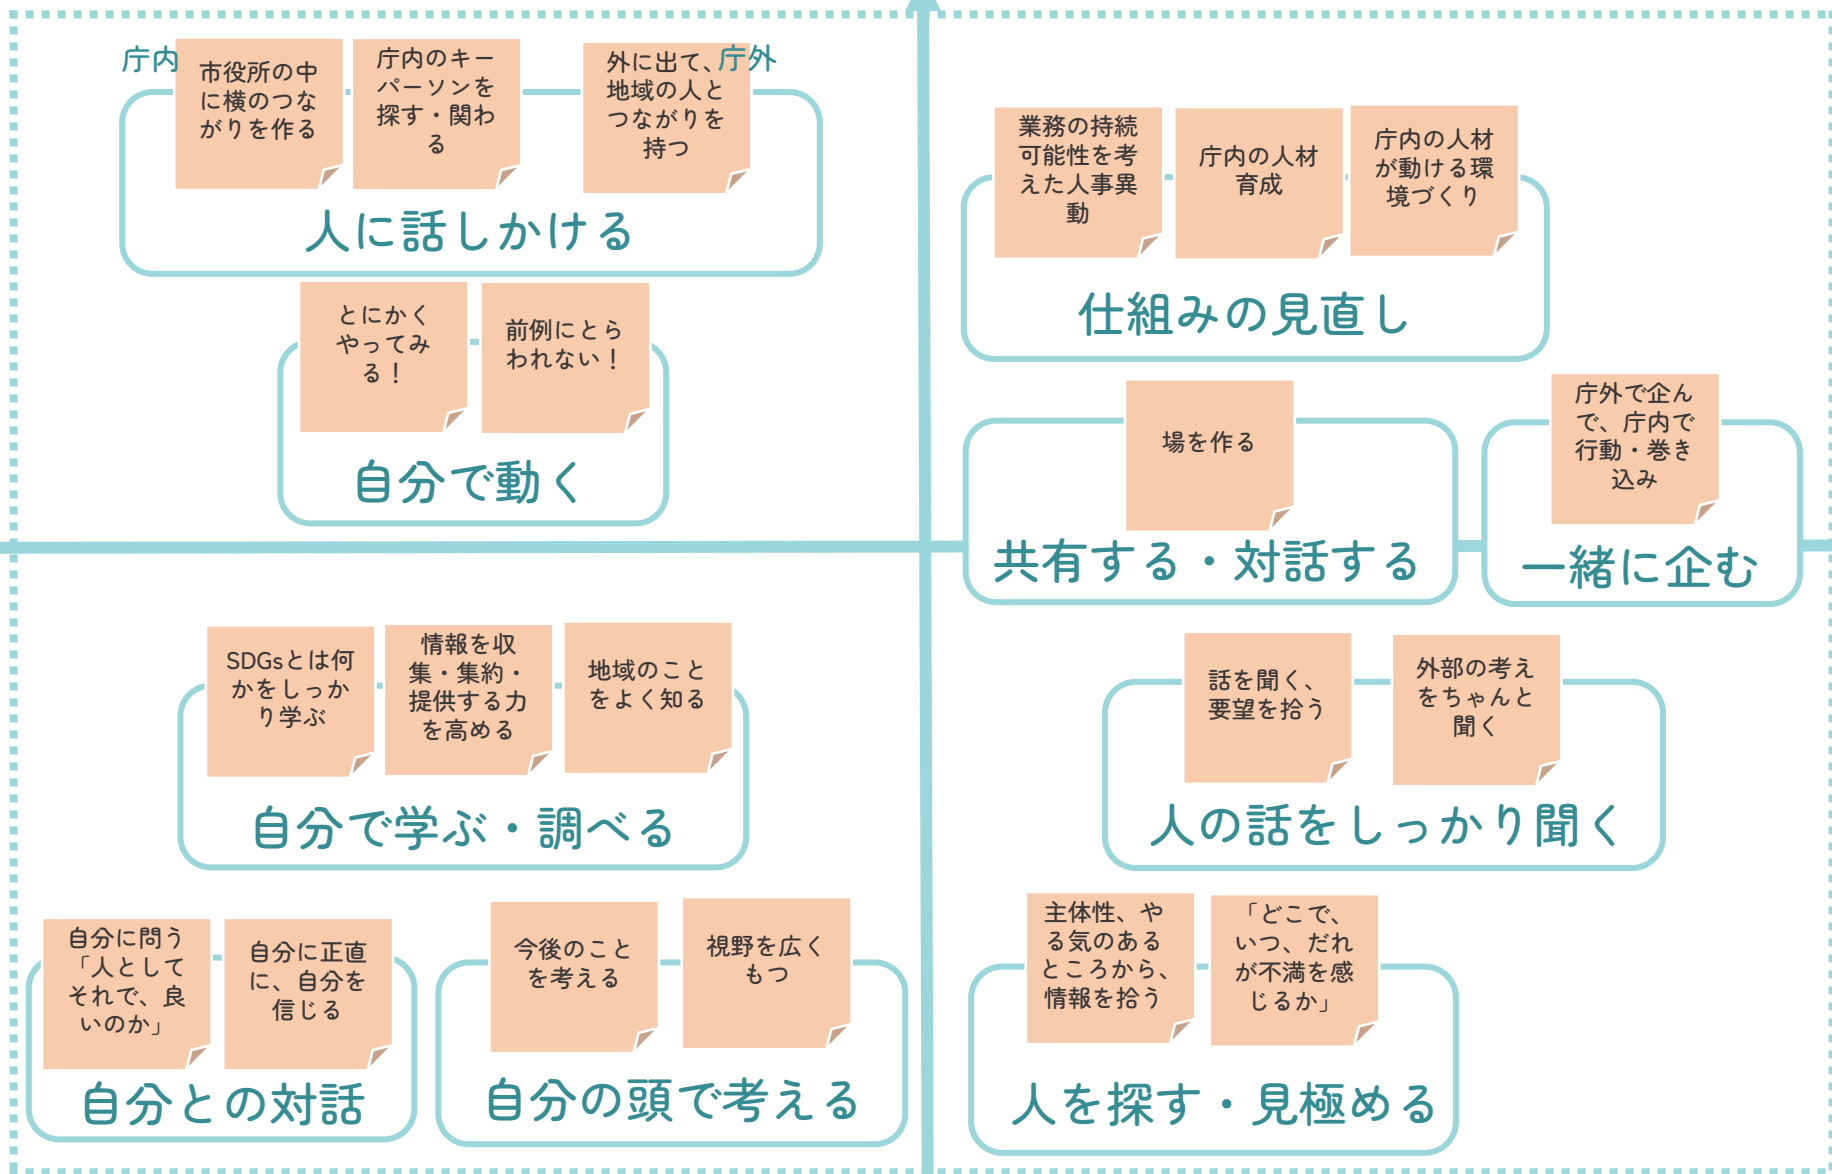 庁内
市役所の中
に横のつな
がりを作る
庁内のキー
パーソンを
探す・関わ
る
外に出て、
地域の人と
つながりを
持つ
庁外
人に話しかける
とにかく
やってみ
る！
前例にとら
われない！
自分で動く
業務の持続
可能性を考
えた人事異
動
庁内の人材
育成
庁内の人材
が動ける環
境づくり
仕組みの見直し
場を作る
共有する・対話する
庁外で企ん
で、庁内で
行動・巻き
込み
一緒に企む
SDGsとは何
かをしっか
り学ぶ
情報を収
集・集約・
提供する力
を高める
地域のこと
をよく知る
自分で学ぶ・調べる
自分に問う
「人として
それで、良
いのか」
自分に正直
に、自分を
信じる
自分との対話
今後のこと
を考える
視野を広く
もつ
自分の頭で考える
話を聞く、
要望を拾う
外部の考え
をちゃんと
聞く
人の話をしっかり聞く
主体性、や
る気のある
ところから、
情報を拾う
「どこで、
いつ、だれ
が不満を感
じるか」
人を探す・見極める